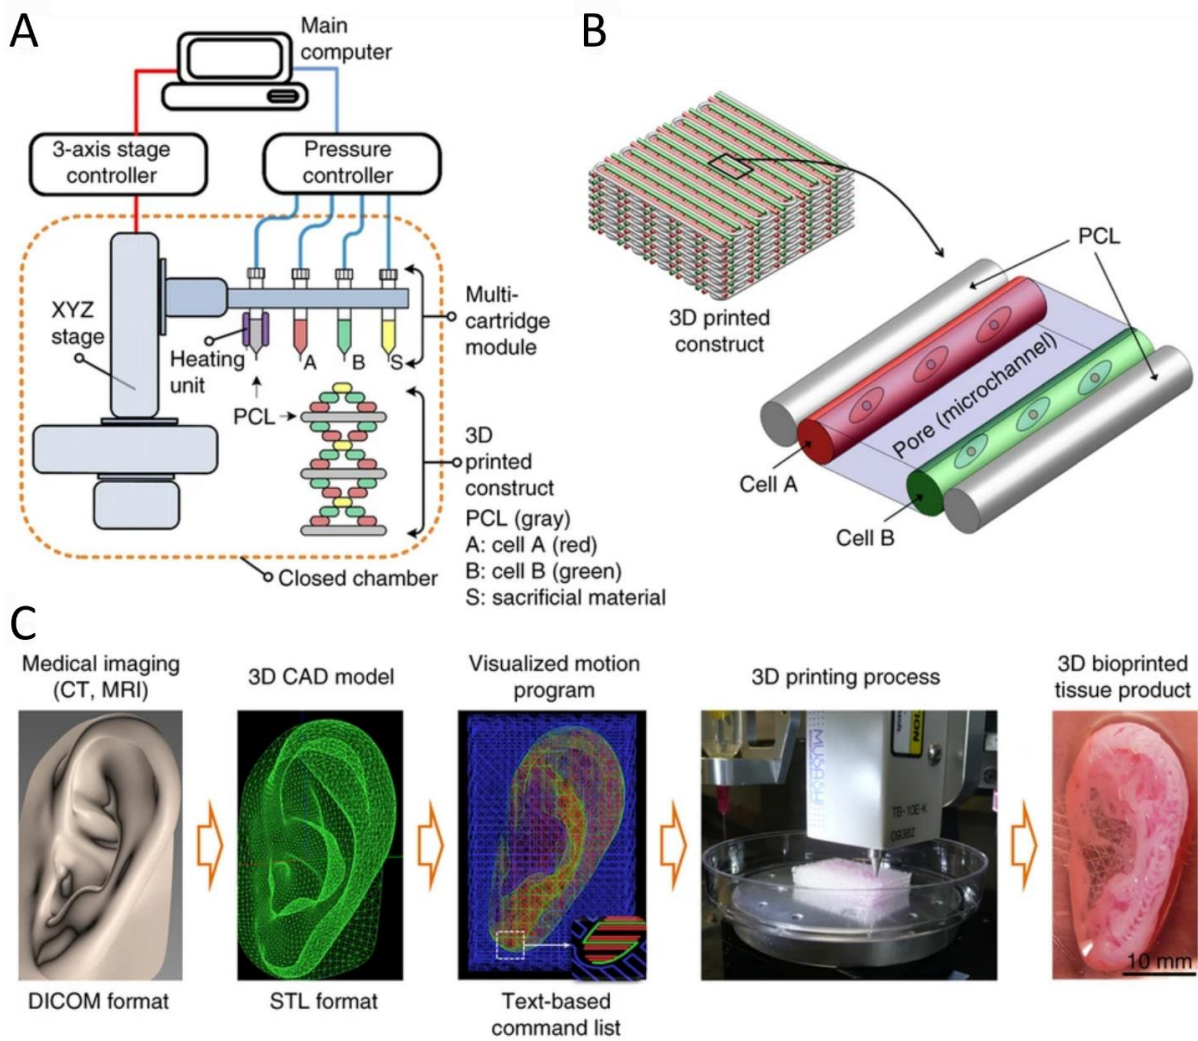 A
Main
computer
3-axis stage
controller
Pressure
controller
XYZ
stage
Heating
unit
A
B
S
PCL
Multi-
cartridge
module
3D
printed
construct
PCL (gray)
A: cell A (red)
B: cell B (green)
S: sacrificial material
Closed chamber
B
3D printed
construct
PCL
Pore (microchannel)
Cell A
Cell B
C
Medical imaging
(CT, MRI)
DICOM format
3D CAD model
STL format
Visualized motion
program
Text-based
command list
3D printing process
MUSASHI
TB-10E-K
09382
3D bioprinted
tissue product
10 mm